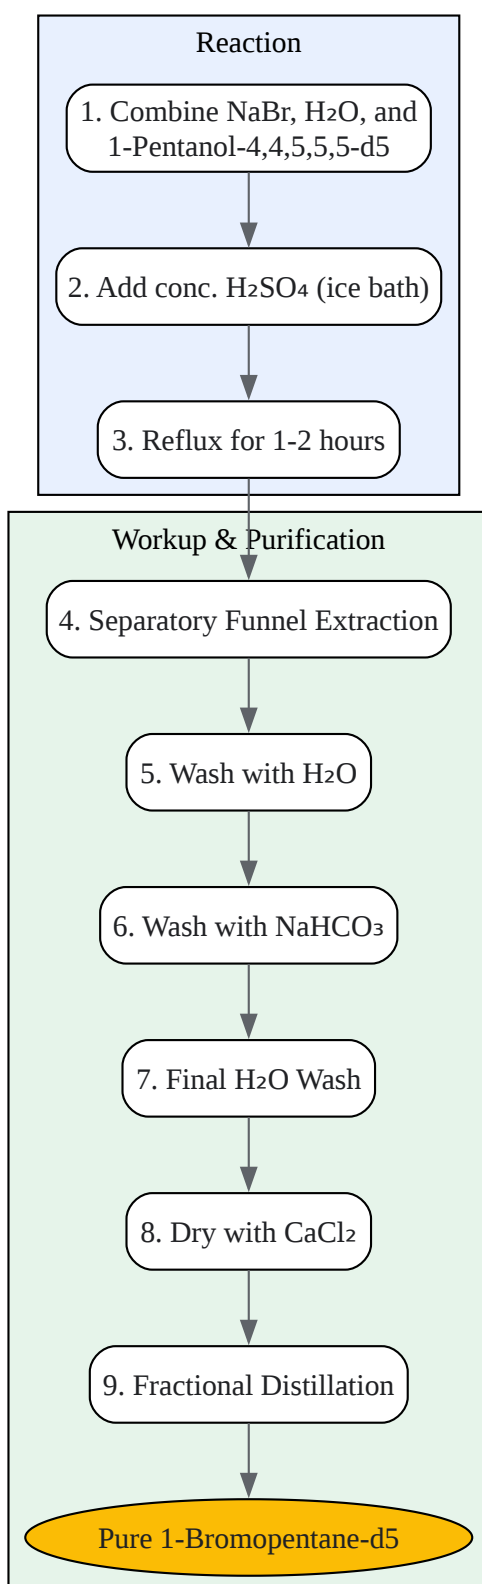 Reaction
1. Combine NaBr, H₂O, and
1-Pentanol-4,4,5,5,5-d5
2. Add conc. H₂SO₄ (ice bath)
3. Reflux for 1-2 hours
Workup & Purification
4. Separatory Funnel Extraction
5. Wash with H₂O
6. Wash with NaHCO₃
7. Final H₂O Wash
8. Dry with CaCl₂
9. Fractional Distillation
Pure 1-Bromopentane-d5